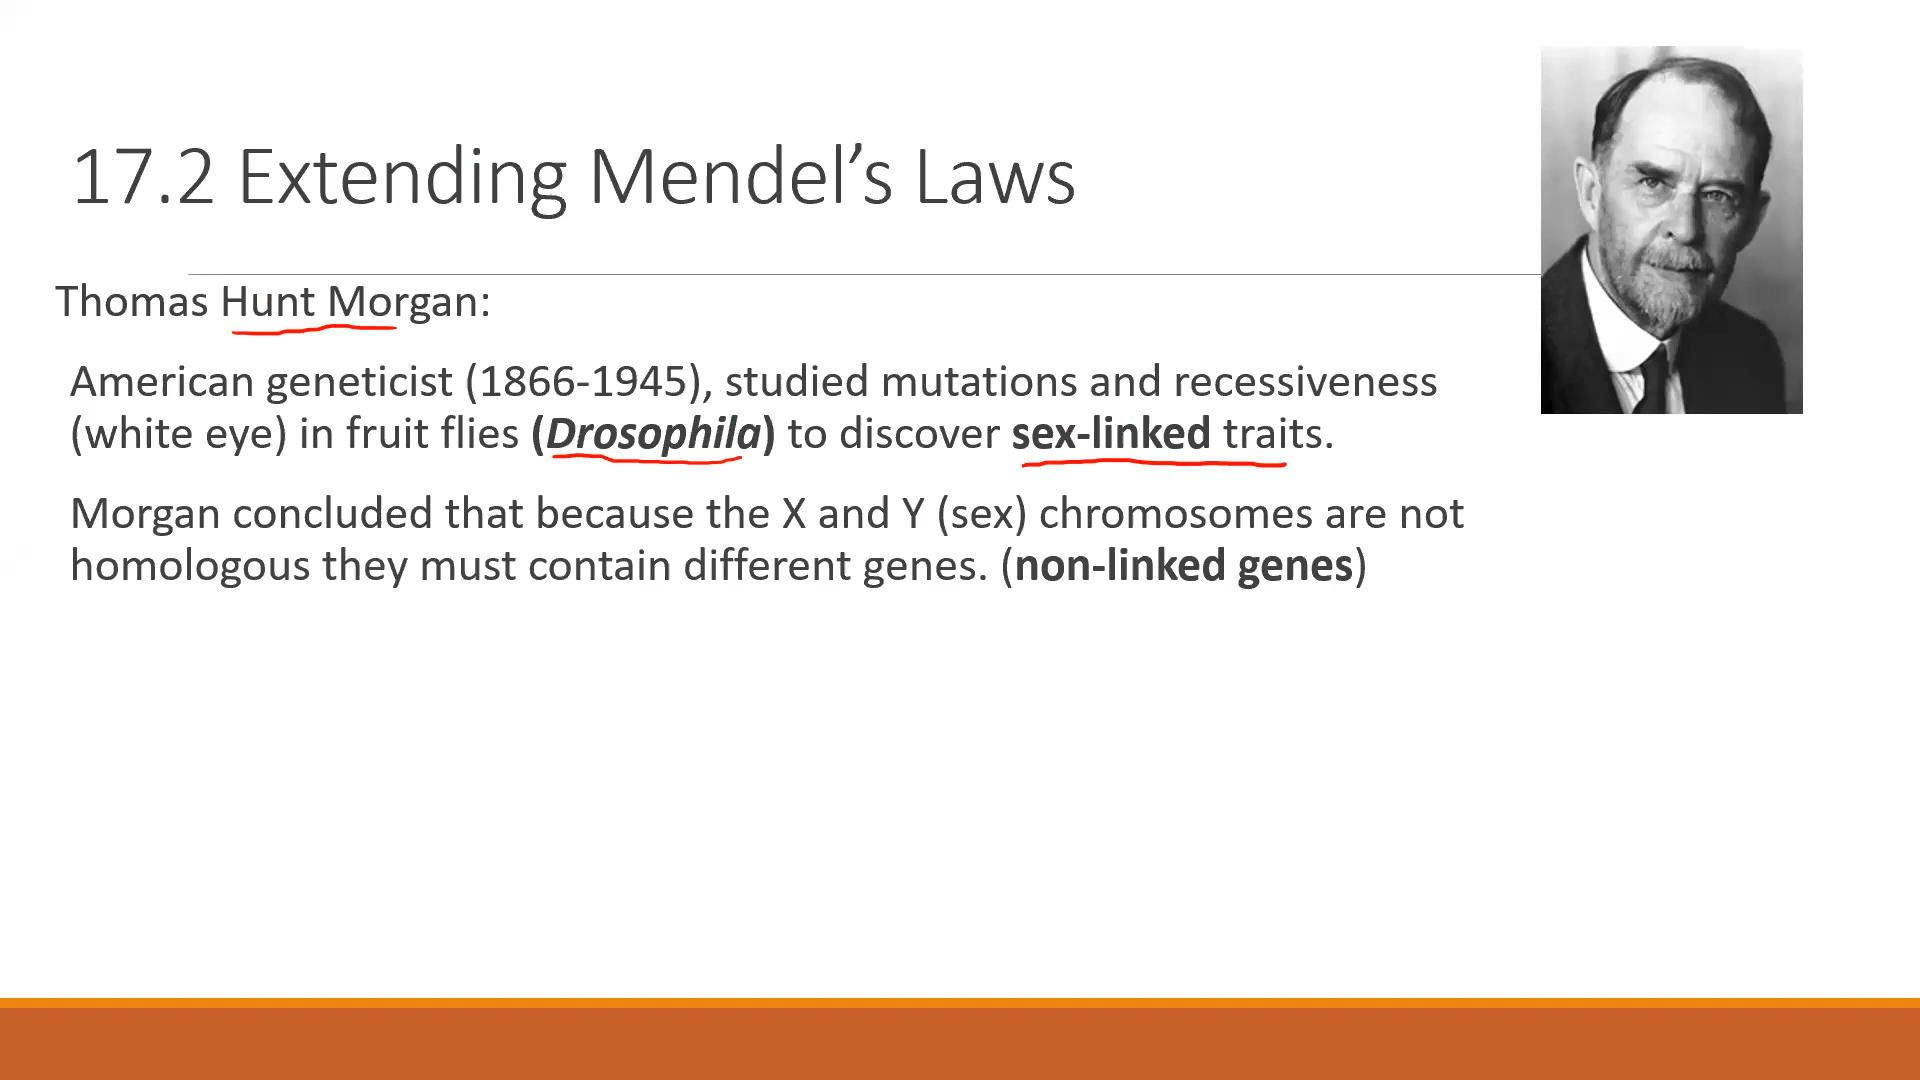 17.2 Extending Mendel’s Laws
Thomas Hunt Morgan:
American geneticist (1866-1945), studied mutations and recessiveness
(white eye) in fruit flies (Drosophila) to discover sex-linked traits.
Morgan concluded that because the X and Y (sex) chromosomes are not
homologous they must contain different genes. (non-linked genes)